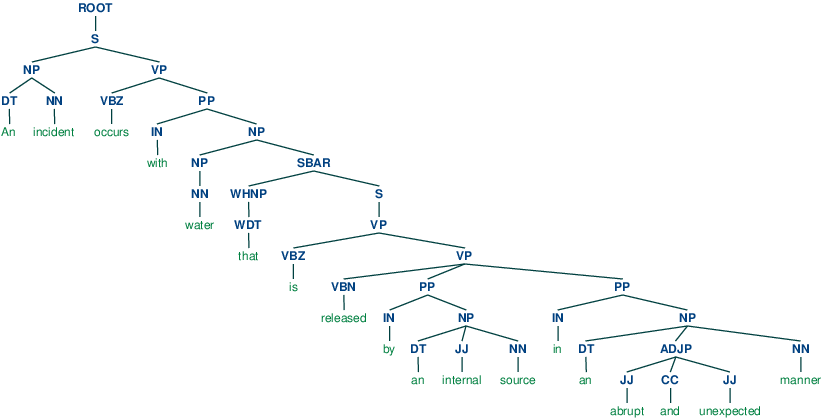 ROOT
S
NP VP
DT NN VBZ PP
An incident occurs IN NP
with NP SBAR
NN WHNP S
water WDT VP
that VBZ VP
is VBN PP PP
released IN NP IN NP
by DT JJ NN in DT ADJP NN
an internal source an JJ CC JJ manner
abrupt and unexpected